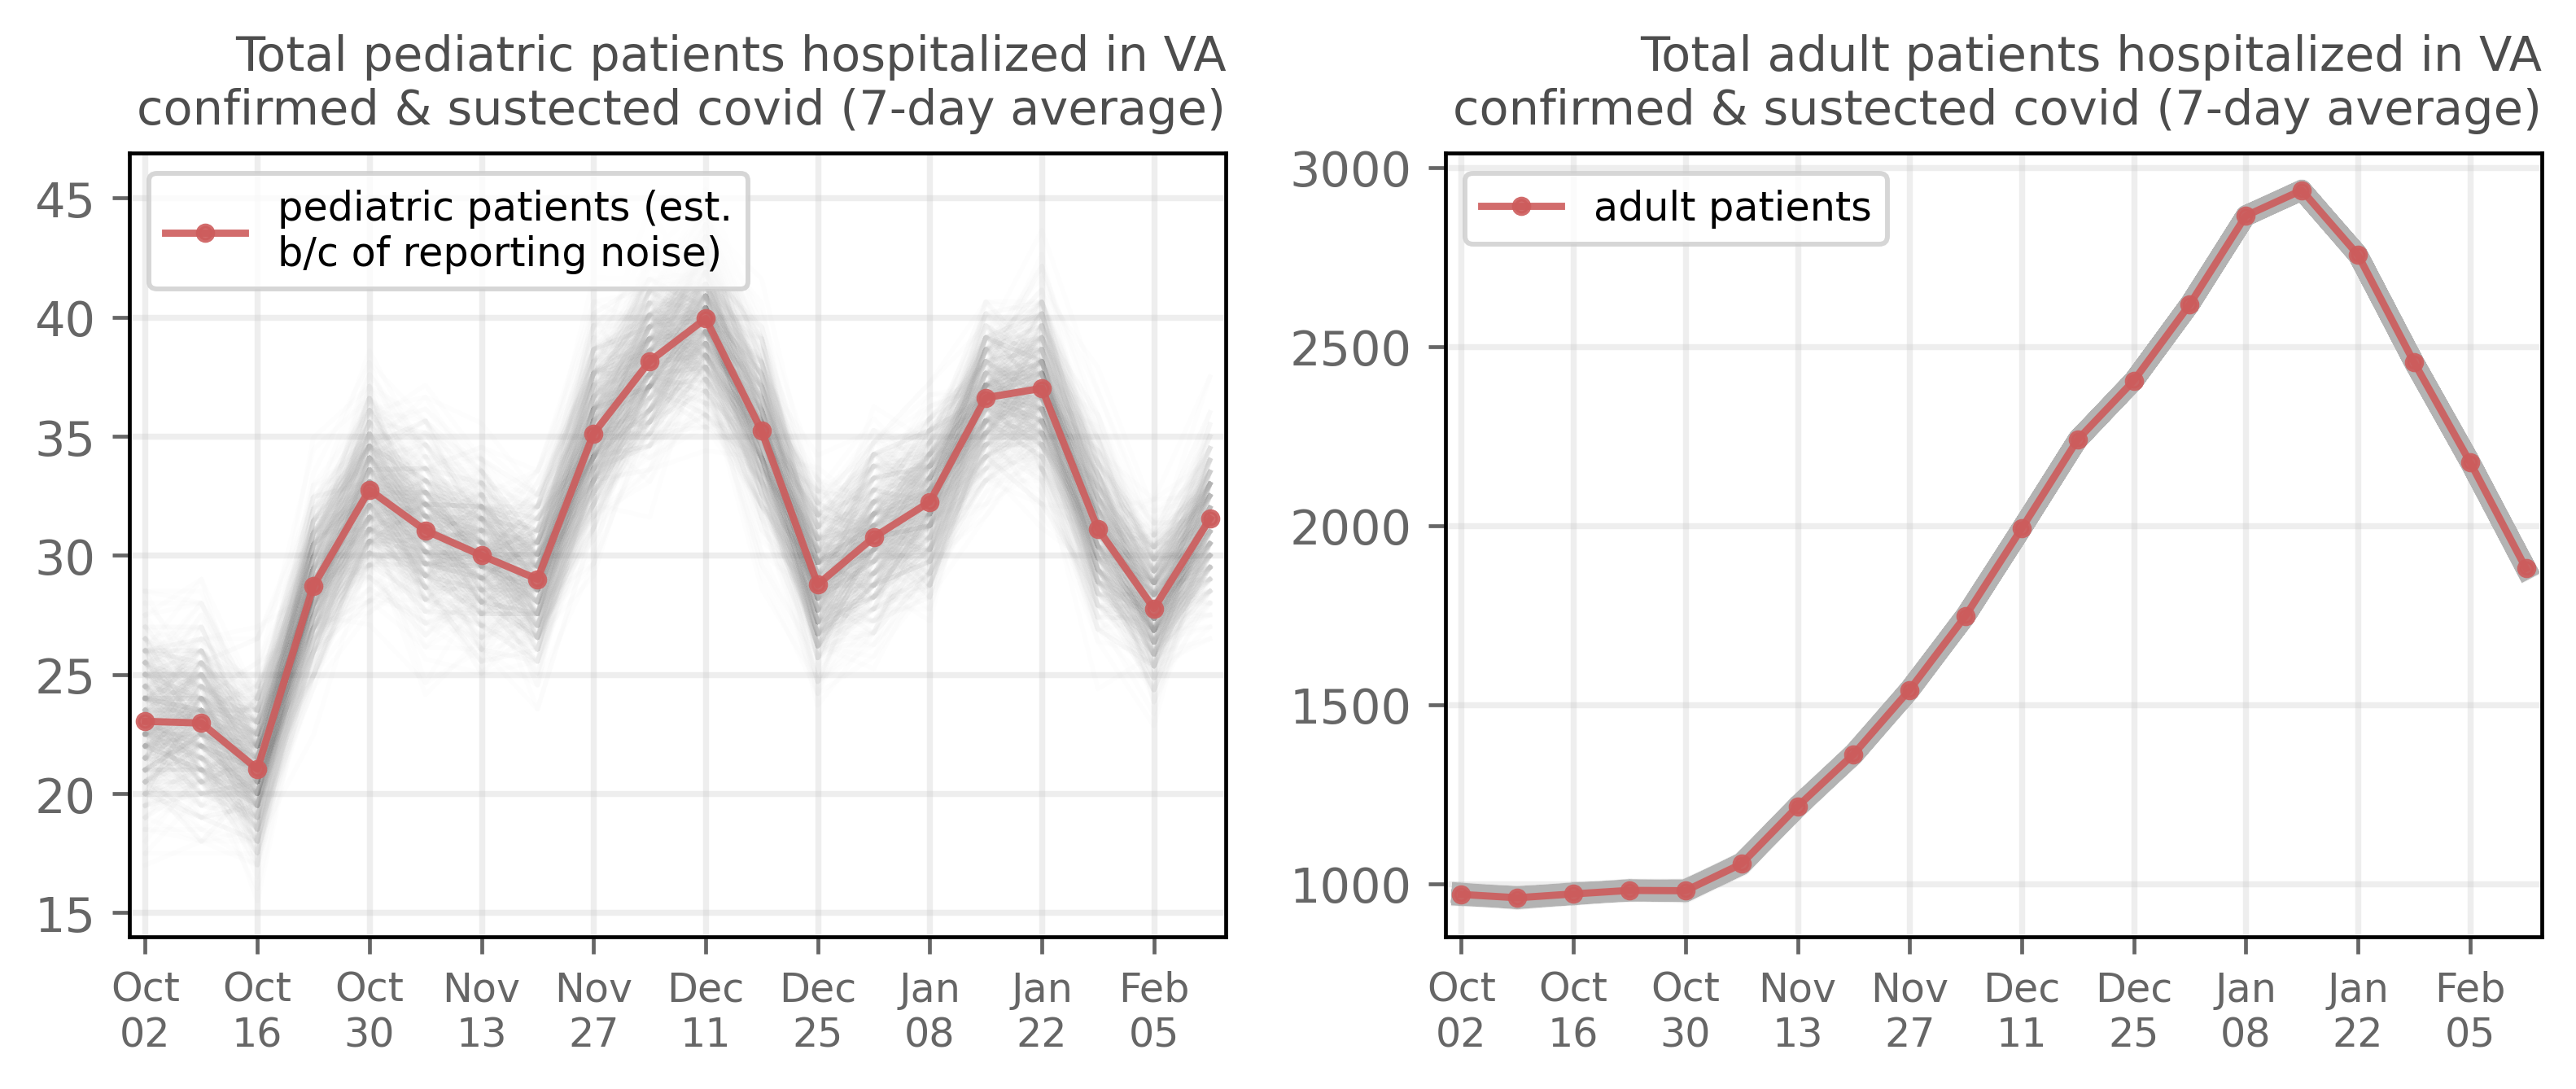 Total pediatric patients hospitalized in VA
confirmed & sustected covid (7-day average)
pediatric patients (est.
b/c of reporting noise)
45
40
35
30
25
20
15
Oct Oct Oct Nov Nov Dec Dec Jan Jan Feb
02 16 30 13 27 11 25 08 22 05
Total adult patients hospitalized in VA
confirmed & sustected covid (7-day average)
adult patients
3000
2500
2000
1500
1000
Oct Oct Oct Nov Nov Dec Dec Jan Jan Feb
02 16 30 13 27 11 25 08 22 05